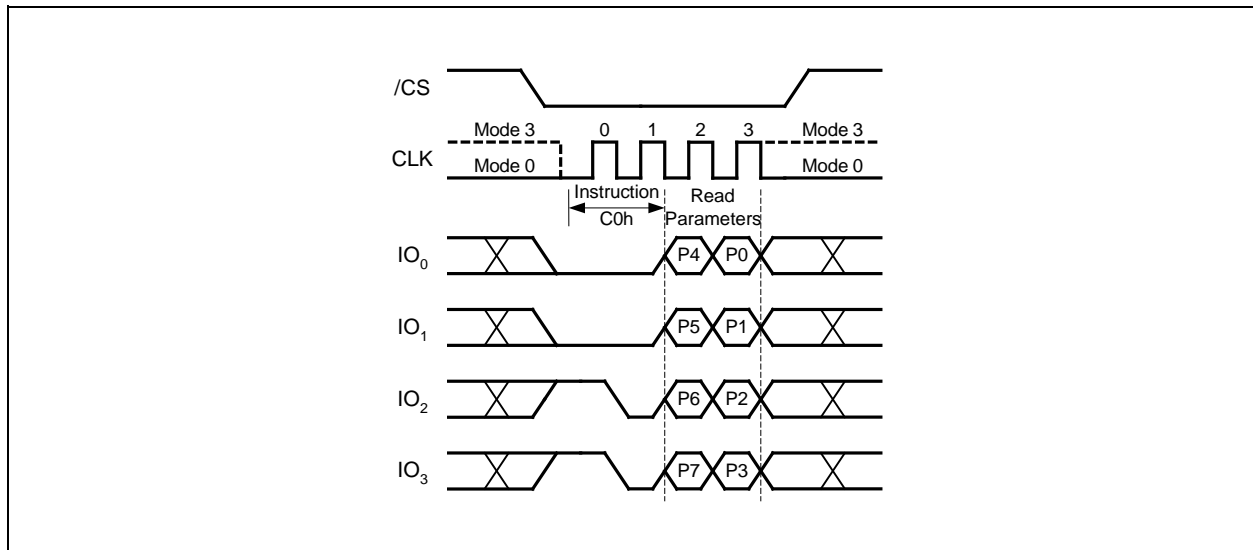 /CS
Mode 3 0 1 2 3 Mode 3
CLK
Mode 0 Mode 0
Instruction Read
C0h Parameters
IO0 P4 P0
IO1 P5 P1
IO2 P6 P2
IO3 P7 P3